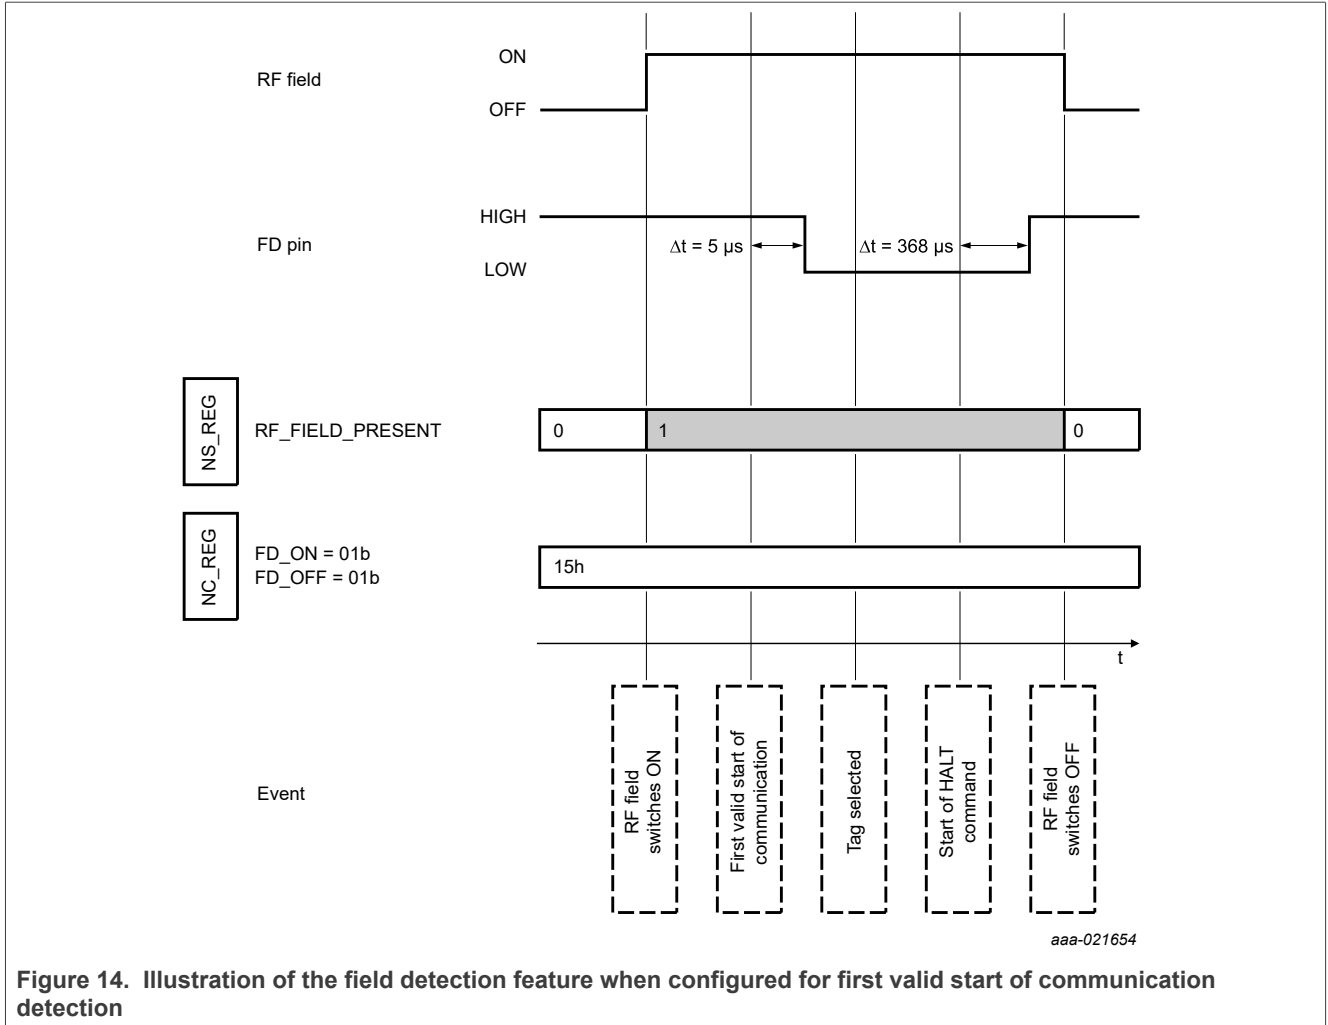 ON
RF field
OFF
HIGH
FD pin
Δt = 5 μs
Δt = 368 μs
LOW
NS_REG
RF_FIELD_PRESENT
0
1
0
NC_REG
FD_ON = 01b
FD_OFF = 01b
15h
t
Event
RF field
switches ON
First valid start of
communication
Tag selected
Start of HALT
command
RF field
switches OFF
aaa-021654
Figure 14. Illustration of the field detection feature when configured for first valid start of communication
detection